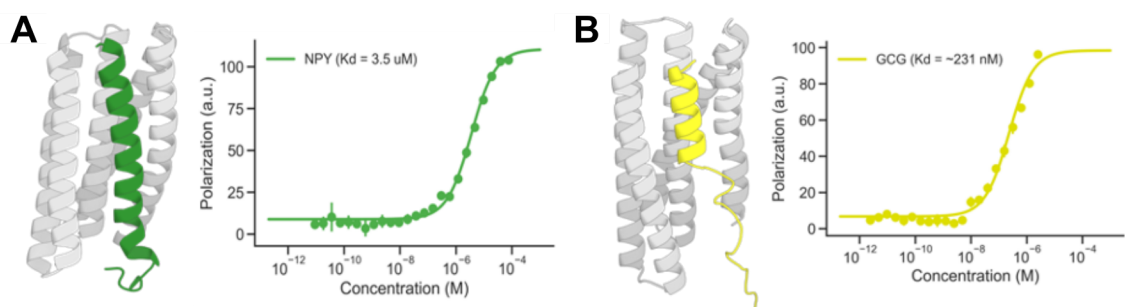 A
NPY (Kd = 3.5 uM)
Polarization (a.u.)
100
75
50
25
0
10⁻¹² 10⁻¹⁰ 10⁻⁸ 10⁻⁶ 10⁻⁴
Concentration (M)
B
GCG (Kd = ~231 nM)
Polarization (a.u.)
100
80
60
40
20
0
10⁻¹² 10⁻¹⁰ 10⁻⁸ 10⁻⁶ 10⁻⁴
Concentration (M)